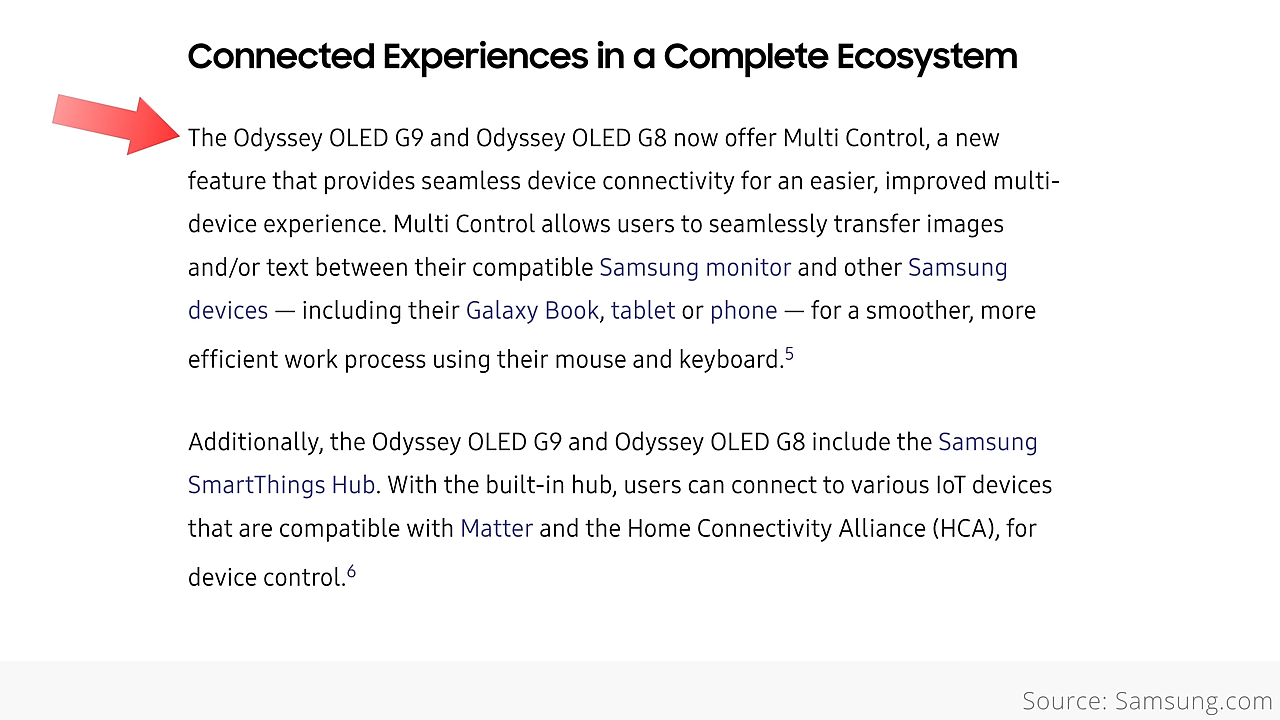 Connected Experiences in a Complete Ecosystem
The Odyssey OLED G9 and Odyssey OLED G8 now offer Multi Control, a new
feature that provides seamless device connectivity for an easier, improved multi-
device experience. Multi Control allows users to seamlessly transfer images
and/or text between their compatible Samsung monitor and other Samsung
devices — including their Galaxy Book, tablet or phone — for a smoother, more
efficient work process using their mouse and keyboard.5
Additionally, the Odyssey OLED G9 and Odyssey OLED G8 include the Samsung
SmartThings Hub. With the built-in hub, users can connect to various IoT devices
that are compatible with Matter and the Home Connectivity Alliance (HCA), for
device control.6
Source: Samsung.com